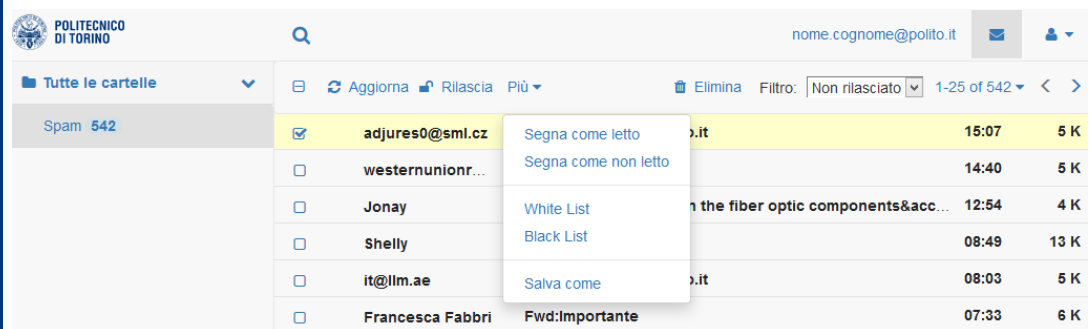 POLITECNICO
DI TORINO
nome.cognome@polito.it
Tutte le cartelle
Aggiorna Rilascia Più Elimina Filtro: Non rilasciato 1-25 of 542
Spam 542
adjures0@sml.cz .it 15:07 5 K
westernunionr... 14:40 5 K
Jonay the fiber optic components&acc... 12:54 4 K
Shelly 08:49 13 K
it@llm.ae .it 08:03 5 K
Francesca Fabbri Fwd:Importante 07:33 6 K
Segna come letto
Segna come non letto
White List
Black List
Salva come